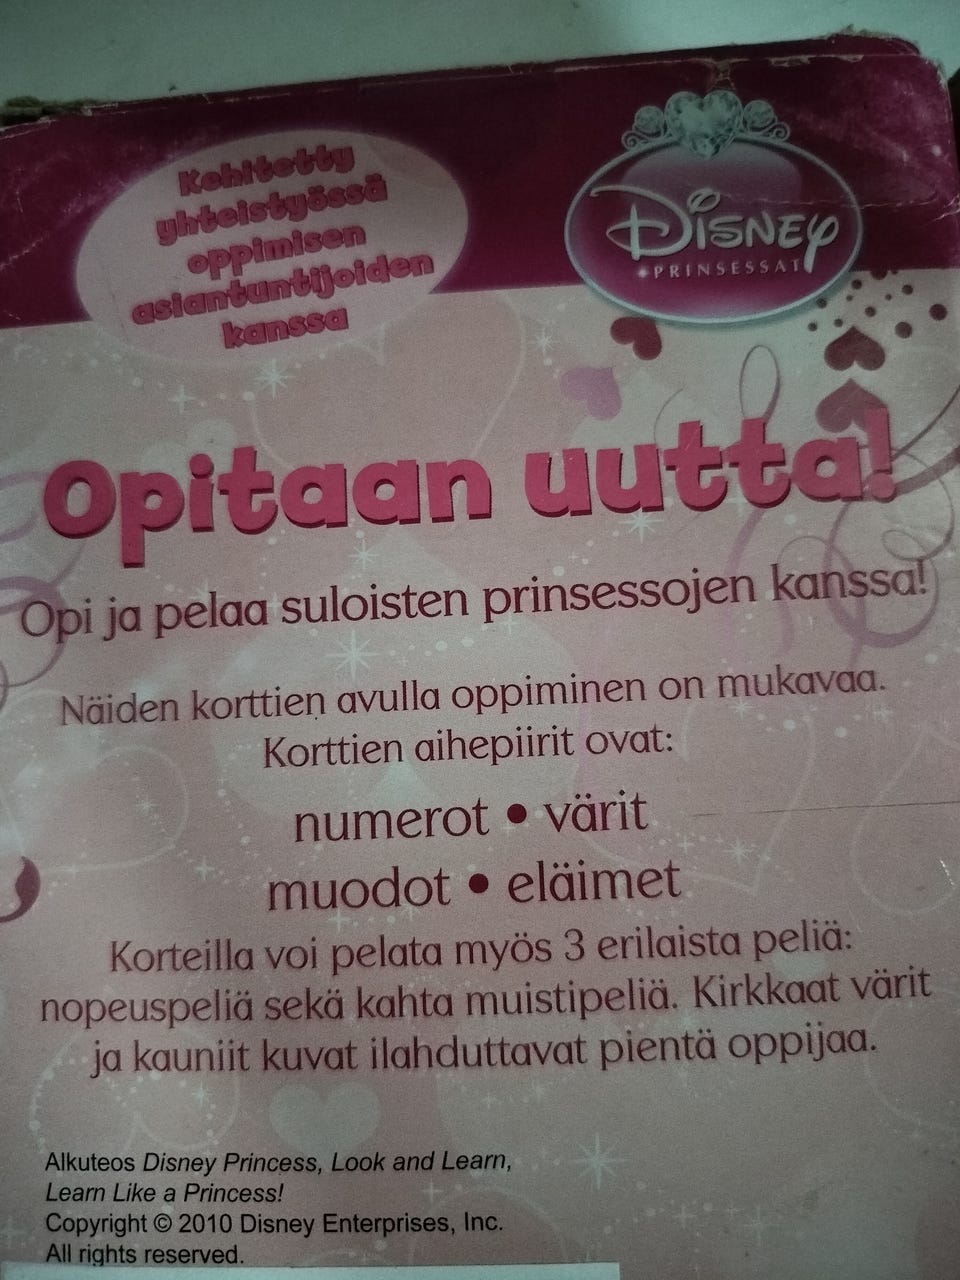 Kehitetty
yhteistyössä
oppimisen
asiantuntijoiden
kanssa
DISNEY
PRINSESSAT
Opitaan uutta!
Opi ja pelaa suloisten prinsessojen kanssa!
Näiden korttien avulla oppiminen on mukavaa.
Korttien aihepiirit ovat:
numerot • värit
muodot • eläimet
Korteilla voi pelata myös 3 erilaista peliä:
nopeuspeliä sekä kahta muistipeliä. Kirkkaat värit
ja kauniit kuvat ilahduttavat pientä oppijaa.
Alkuteos Disney Princess, Look and Learn,
Learn Like a Princess!
Copyright © 2010 Disney Enterprises, Inc.
All rights reserved.